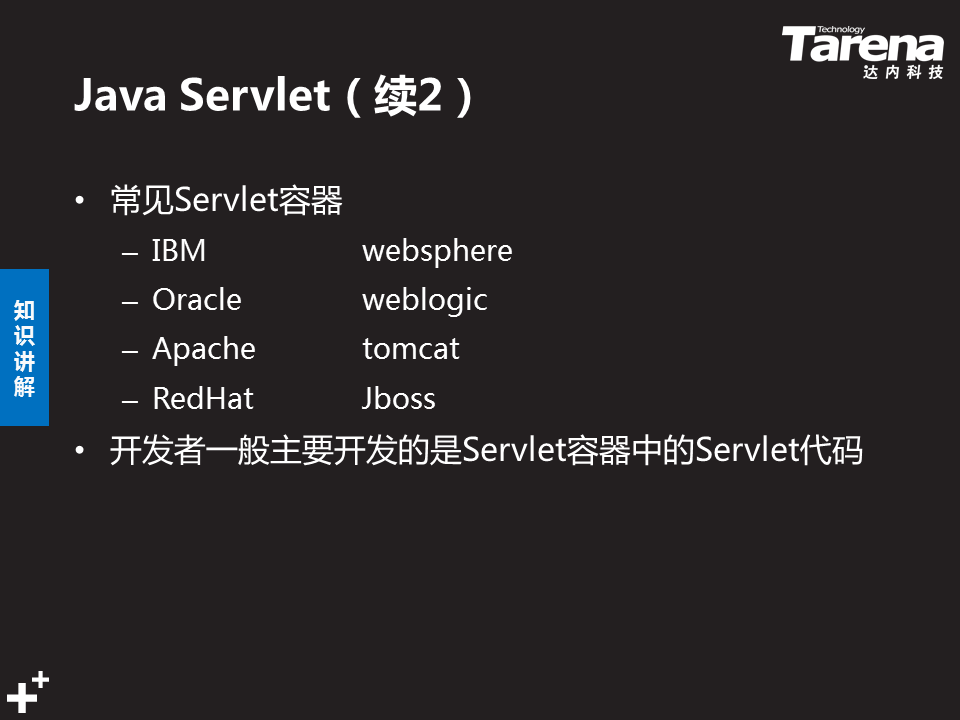 Technology
Tarena
达内科技
Java Servlet（续2）
• 常见Servlet容器
– IBM websphere
– Oracle weblogic
– Apache tomcat
– RedHat Jboss
• 开发者一般主要开发的是Servlet容器中的Servlet代码
知识讲解